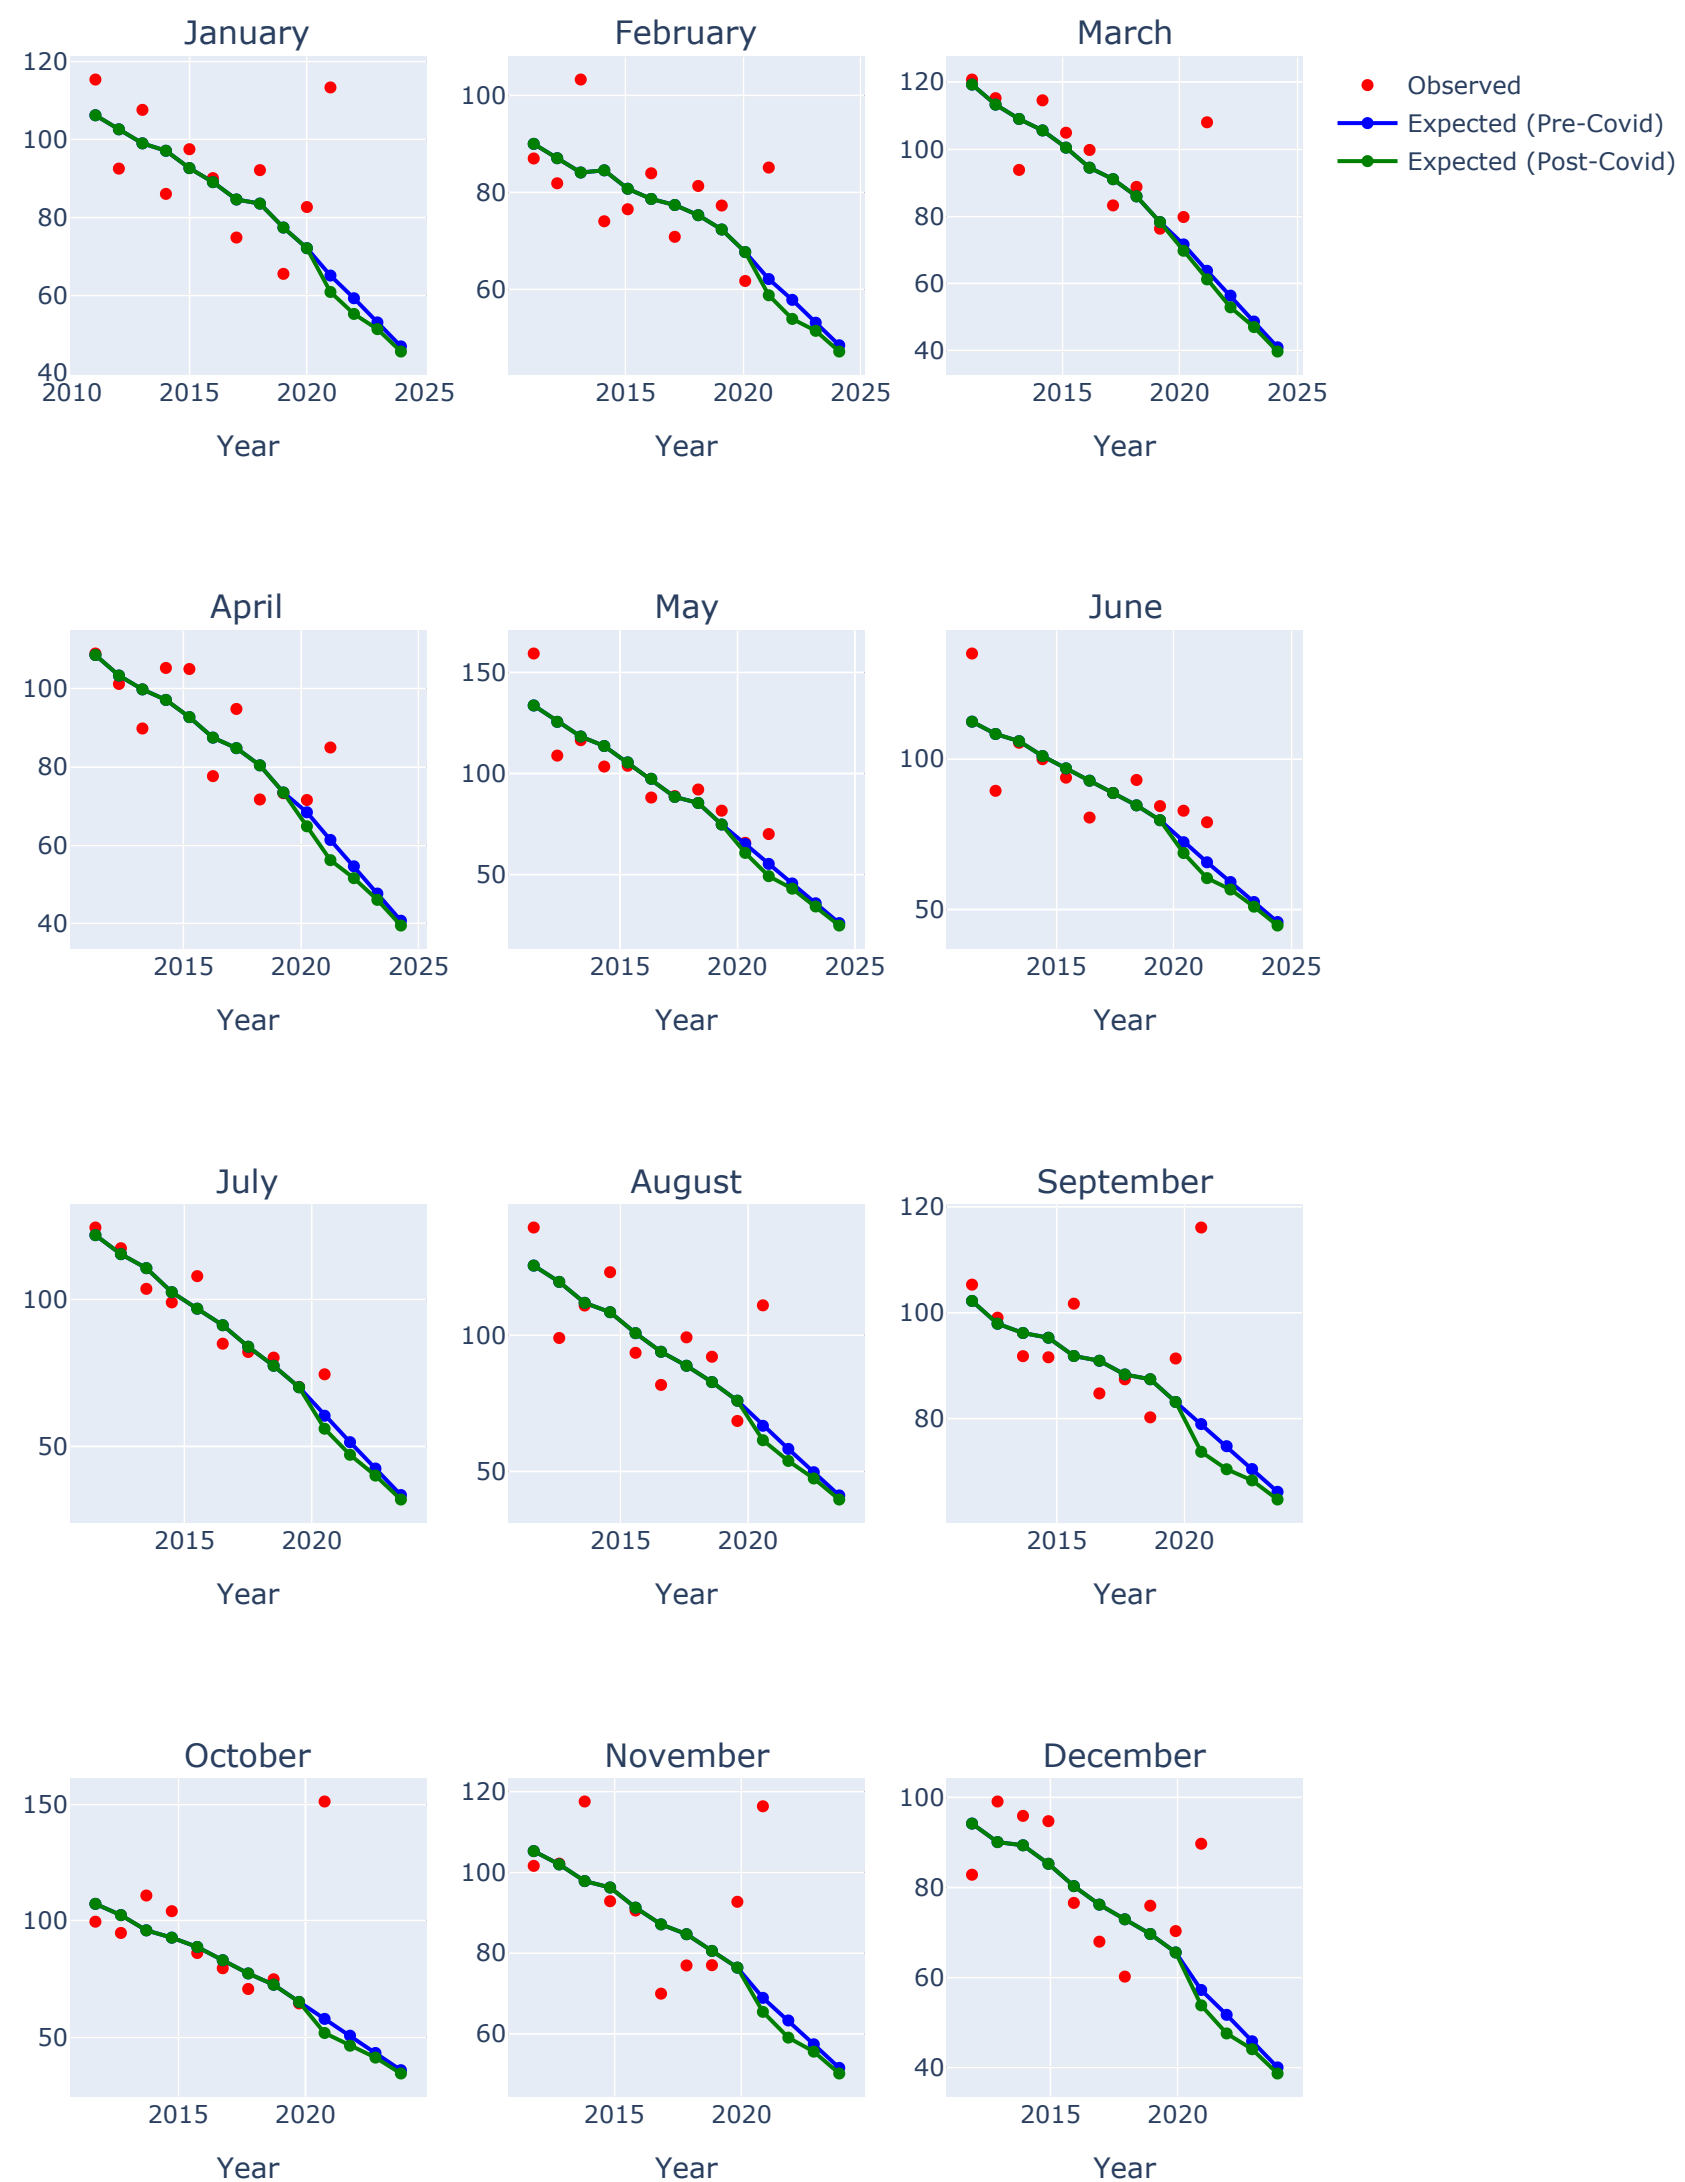 January
120
100
80
60
40
2010 2015 2020 2025
Year
February
100
80
60
2015 2020 2025
Year
March
120
100
80
60
40
2015 2020 2025
Year
Observed
Expected (Pre-Covid)
Expected (Post-Covid)
April
100
80
60
40
2015 2020 2025
Year
May
150
100
50
2015 2020 2025
Year
June
100
50
2015 2020 2025
Year
July
100
50
2015 2020
Year
August
100
50
2015 2020
Year
September
120
100
80
2015 2020
Year
October
150
100
50
2015 2020
Year
November
120
100
80
60
2015 2020
Year
December
100
80
60
40
2015 2020
Year